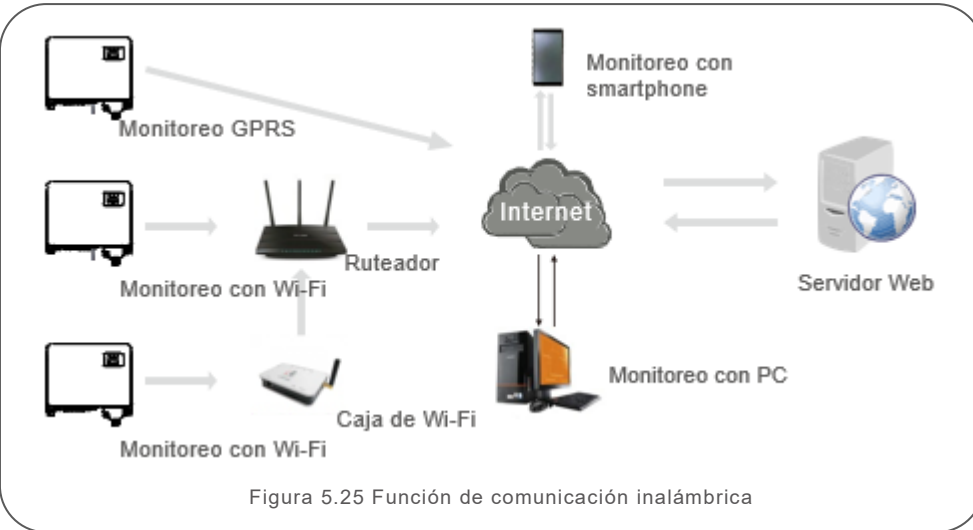 Monitoreo con
smartphone
Monitoreo GPRS
Internet
Ruteador
Monitoreo con Wi-Fi
Servidor Web
Monitoreo con PC
Caja de Wi-Fi
Monitoreo con Wi-Fi
Figura 5.25 Función de comunicación inalámbrica